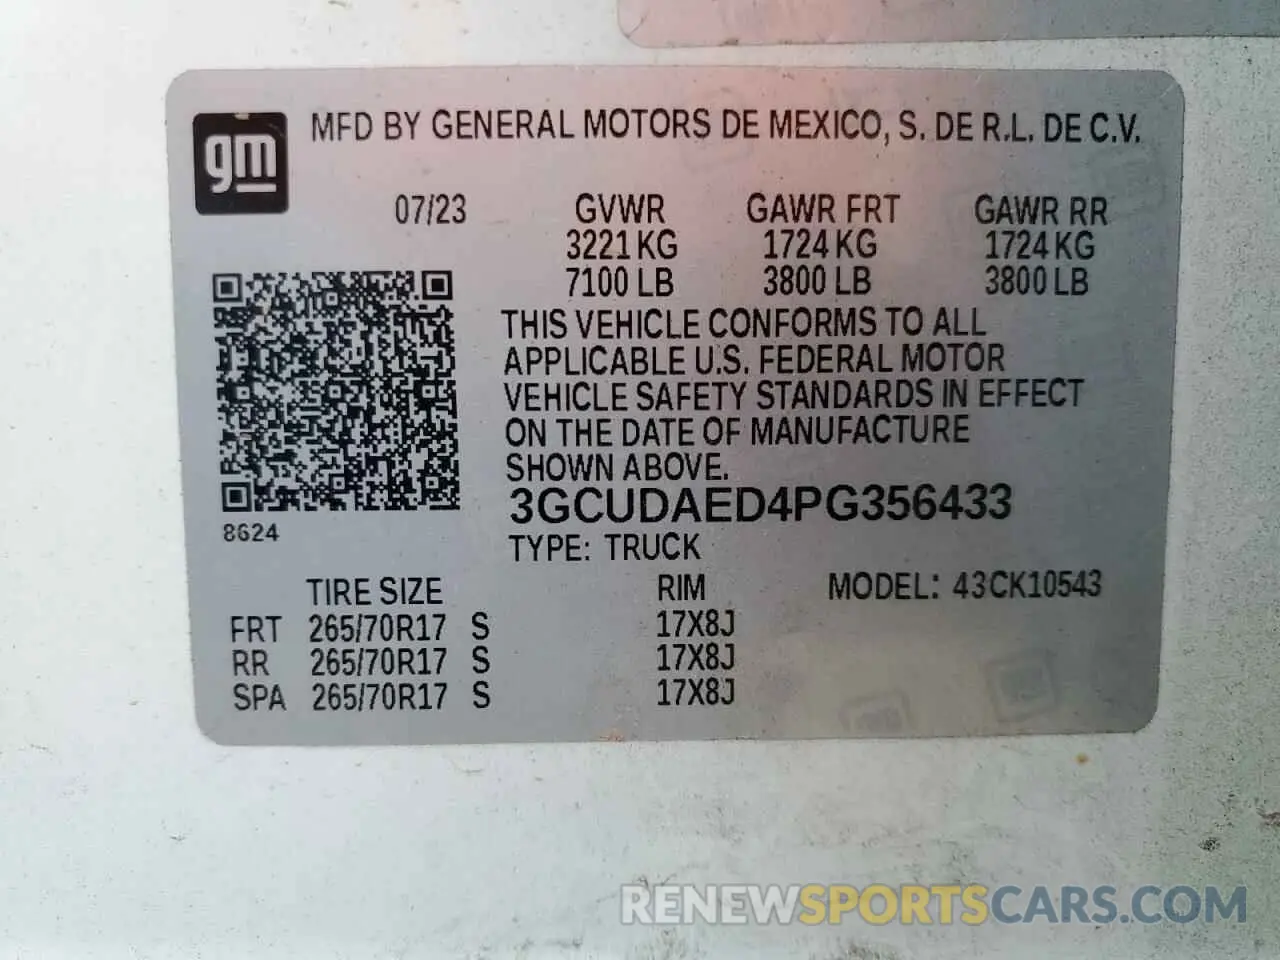 gm
MFD BY GENERAL MOTORS DE MEXICO, S. DE R.L. DE C.V.
07/23 GVWR GAWR FRT GAWR RR
3221 KG 1724 KG 1724 KG
7100 LB 3800 LB 3800 LB
THIS VEHICLE CONFORMS TO ALL
APPLICABLE U.S. FEDERAL MOTOR
VEHICLE SAFETY STANDARDS IN EFFECT
ON THE DATE OF MANUFACTURE
SHOWN ABOVE.
3GCUDAED4PG356433
8624
TYPE: TRUCK
TIRE SIZE RIM MODEL: 43CK10543
FRT 265/70R17 S 17X8J
RR 265/70R17 S 17X8J
SPA 265/70R17 S 17X8J
RENEWSPORTSCARS.COM